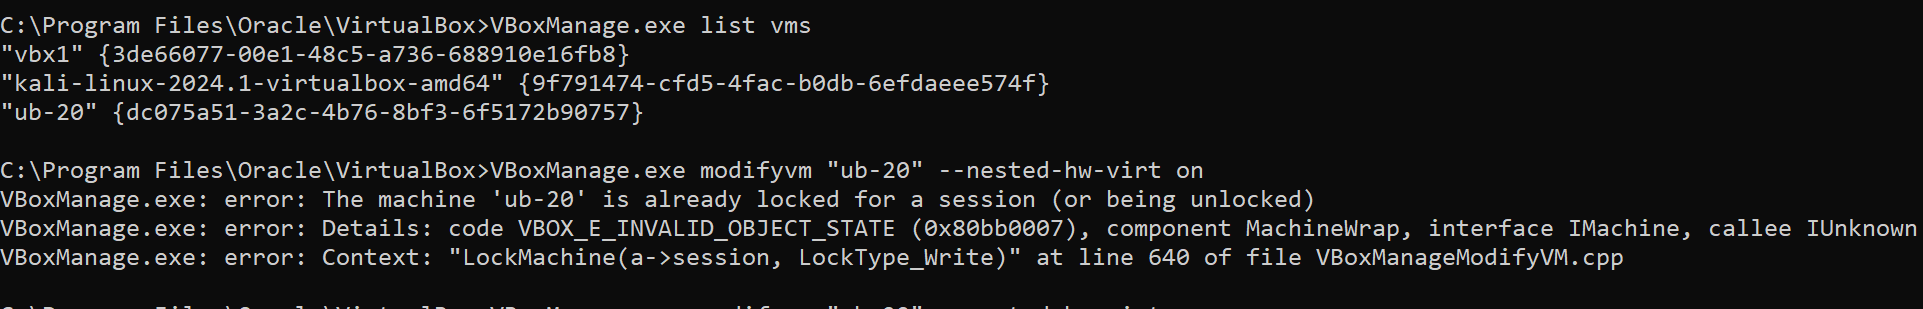 C:\Program Files\Oracle\VirtualBox>VBoxManage.exe list vms
"vbx1" {3de66077-00e1-48c5-a736-688910e16fb8}
"kali-linux-2024.1-virtualbox-amd64" {9f791474-cfd5-4fac-b0db-6efdaeee574f}
"ub-20" {dc075a51-3a2c-4b76-8bf3-6f5172b90757}
C:\Program Files\Oracle\VirtualBox>VBoxManage.exe modifyvm "ub-20" --nested-hw-virt on
VBoxManage.exe: error: The machine 'ub-20' is already locked for a session (or being unlocked)
VBoxManage.exe: error: Details: code VBOX_E_INVALID_OBJECT_STATE (0x80bb0007), component MachineWrap, interface IMachine, callee IUnknown
VBoxManage.exe: error: Context: "LockMachine(a->session, LockType_Write)" at line 640 of file VBoxManageModifyVM.cpp